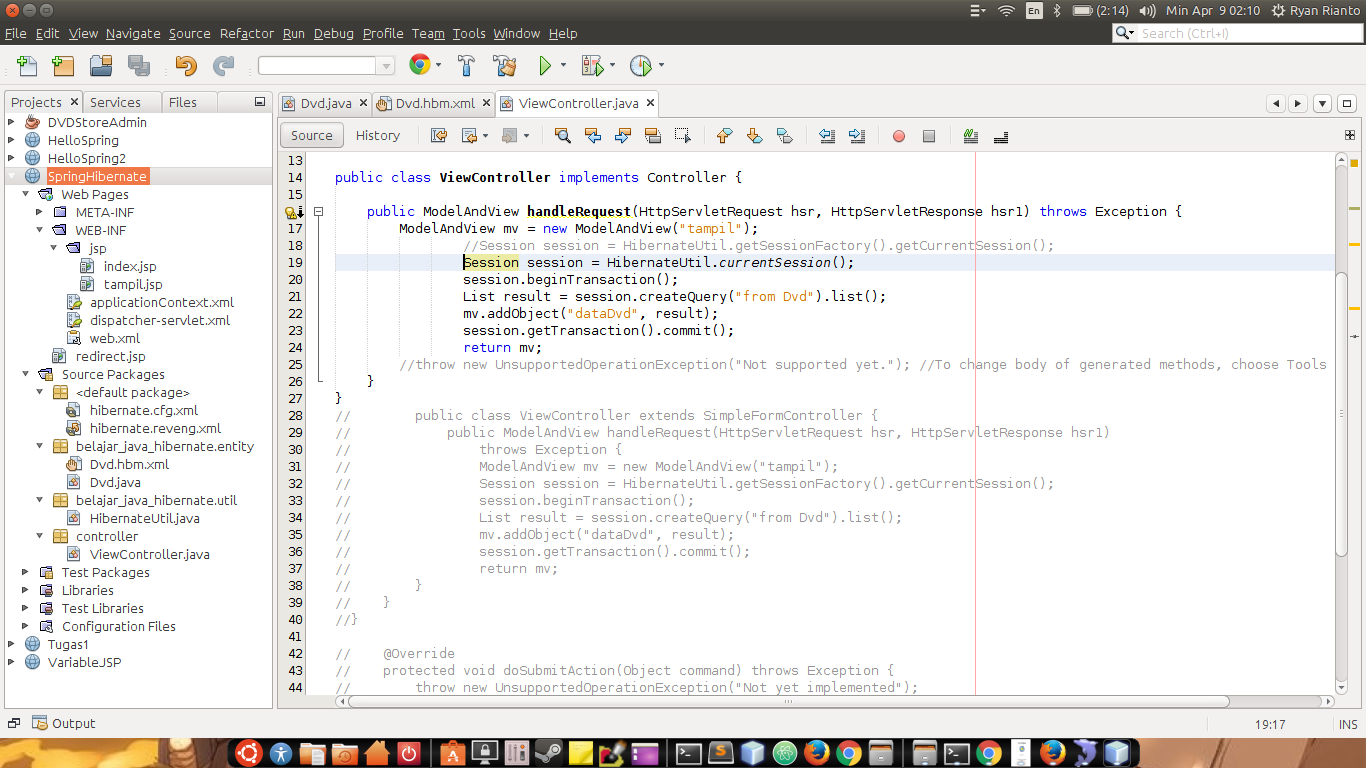 En (2:14) Min Apr 9 02:10 Ryan Rianto
File Edit View Navigate Source Refactor Run Debug Profile Team Tools Window Help Search (Ctrl+I)
Projects Services Files
DVDStoreAdmin
HelloSpring
HelloSpring2
SpringHibernate
Web Pages
META-INF
WEB-INF
jsp
index.jsp
tampil.jsp
applicationContext.xml
dispatcher-servlet.xml
web.xml
redirect.jsp
Source Packages
<default package>
hibernate.cfg.xml
hibernate.reveng.xml
belajar_java_hibernate.entity
Dvd.hbm.xml
Dvd.java
belajar_java_hibernate.util
HibernateUtil.java
controller
ViewController.java
Test Packages
Libraries
Test Libraries
Configuration Files
Tugas1
VariableJSP
Dvd.java Dvd.hbm.xml ViewController.java
Source History
13
14 public class ViewController implements Controller {
15
16 public ModelAndView handleRequest(HttpServletRequest hsr, HttpServletResponse hsr1) throws Exception {
17 ModelAndView mv = new ModelAndView("tampil");
18 //Session session = HibernateUtil.getSessionFactory().getCurrentSession();
19 Session session = HibernateUtil.currentSession();
20 session.beginTransaction();
21 List result = session.createQuery("from Dvd").list();
22 mv.addObject("dataDvd", result);
23 session.getTransaction().commit();
24 return mv;
25 //throw new UnsupportedOperationException("Not supported yet."); //To change body of generated methods, choose Tools
26 }
27 }
28 // public class ViewController extends SimpleFormController {
29 // public ModelAndView handleRequest(HttpServletRequest hsr, HttpServletResponse hsr1)
30 // throws Exception {
31 // ModelAndView mv = new ModelAndView("tampil");
32 // Session session = HibernateUtil.getSessionFactory().getCurrentSession();
33 // session.beginTransaction();
34 // List result = session.createQuery("from Dvd").list();
35 // mv.addObject("dataDvd", result);
36 // session.getTransaction().commit();
37 // return mv;
38 // }
39 // }
40 //}
41
42 // @Override
43 // protected void doSubmitAction(Object command) throws Exception {
44 // throw new UnsupportedOperationException("Not yet implemented");
Output 19:17 INS